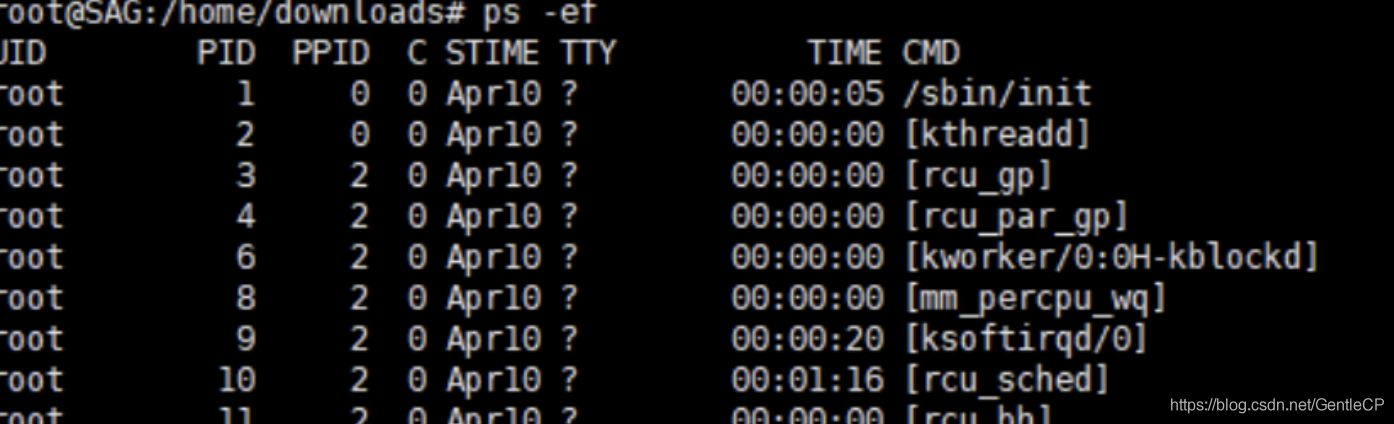 root@SAG:/home/downloads# ps -ef
UID PID PPID C STIME TTY TIME CMD
root 1 0 0 Apr10 ? 00:00:05 /sbin/init
root 2 0 0 Apr10 ? 00:00:00 [kthreadd]
root 3 2 0 Apr10 ? 00:00:00 [rcu_gp]
root 4 2 0 Apr10 ? 00:00:00 [rcu_par_gp]
root 6 2 0 Apr10 ? 00:00:00 [kworker/0:0H-kblockd]
root 8 2 0 Apr10 ? 00:00:00 [mm_percpu_wq]
root 9 2 0 Apr10 ? 00:00:20 [ksoftirqd/0]
root 10 2 0 Apr10 ? 00:01:16 [rcu_sched]
root 11 2 0 Apr10 ? 00:00:00 [rcu_bh]
https://blog.csdn.net/GentleCP